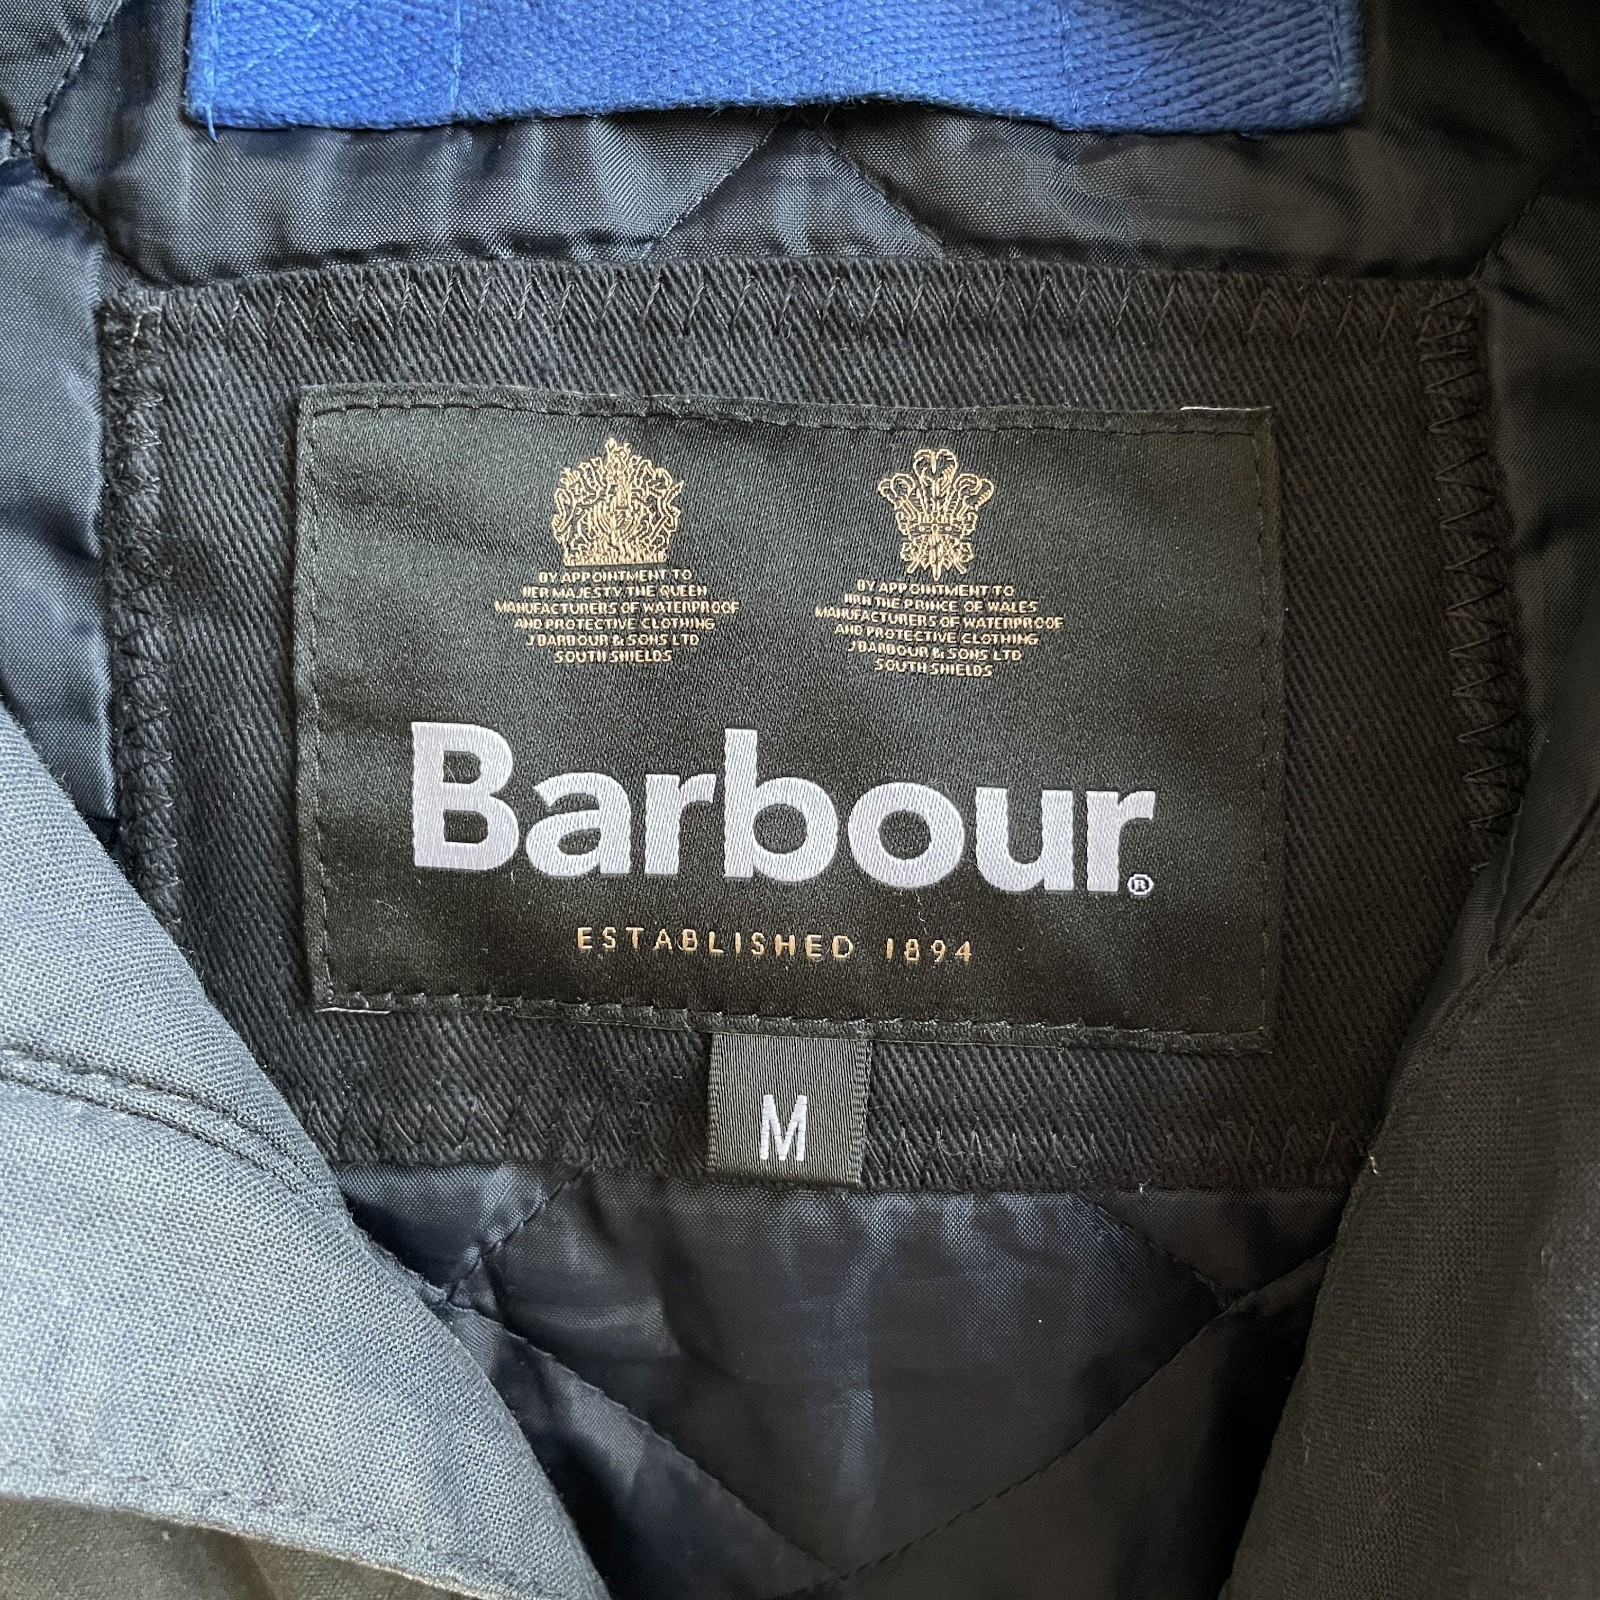 BY APPOINTMENT TO
HER MAJESTY THE QUEEN
MANUFACTURERS OF WATERPROOF
AND PROTECTIVE CLOTHING
J BARBOUR & SONS LTD
SOUTH SHIELDS
BY APPOINTMENT TO
HRH THE PRINCE OF WALES
MANUFACTURERS OF WATERPROOF
AND PROTECTIVE CLOTHING
J BARBOUR & SONS LTD
SOUTH SHIELDS
Barbour®
ESTABLISHED 1894
M